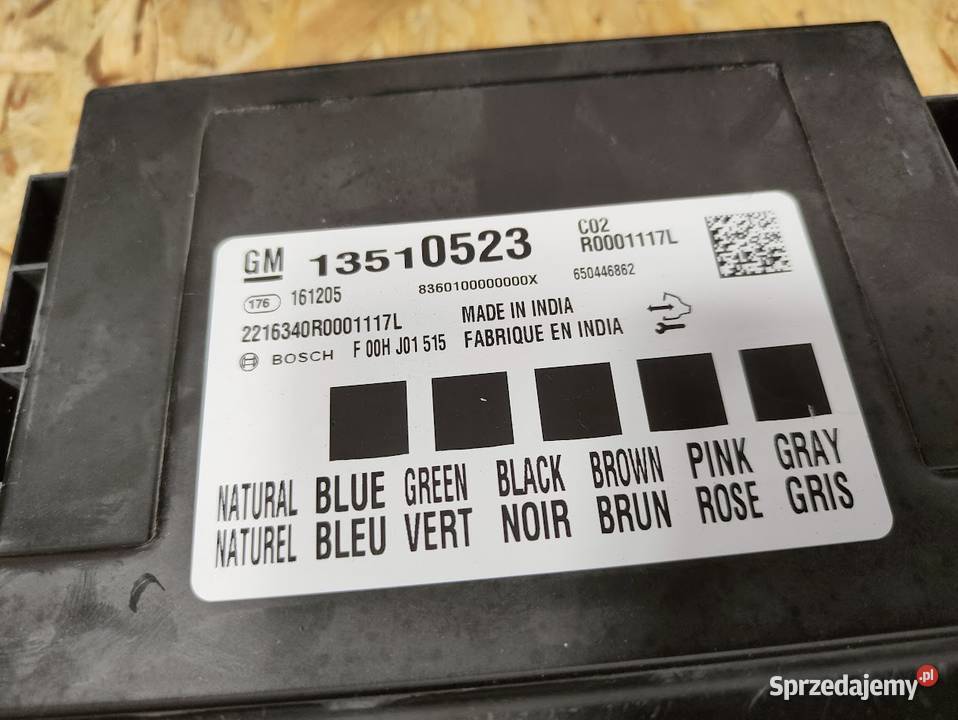 GM 13510523 C02
R0001117L
176 161205 8360100000000X 650446862
2216340R0001117L MADE IN INDIA
BOSCH F 00H J01 515 FABRIQUE EN INDIA
NATURAL BLUE GREEN BLACK BROWN PINK GRAY
NATUREL BLEU VERT NOIR BRUN ROSE GRIS
Sprzedajemy.pl